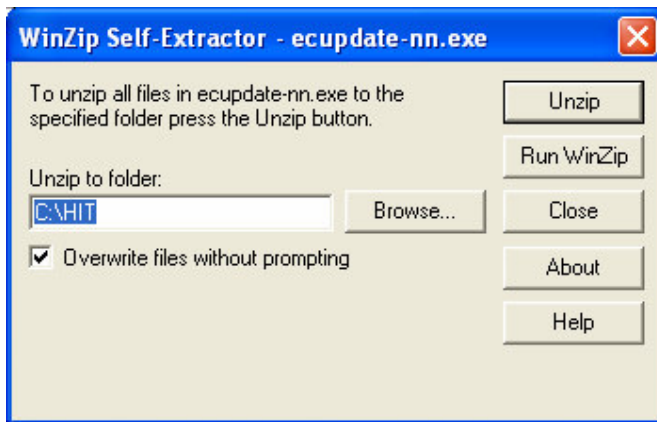 WinZip Self-Extractor - ecupdate-nn.exe
To unzip all files in ecupdate-nn.exe to the
specified folder press the Unzip button.
Unzip
Run WinZip
Unzip to folder:
C:\HIT
Browse...
Close
Overwrite files without prompting
About
Help